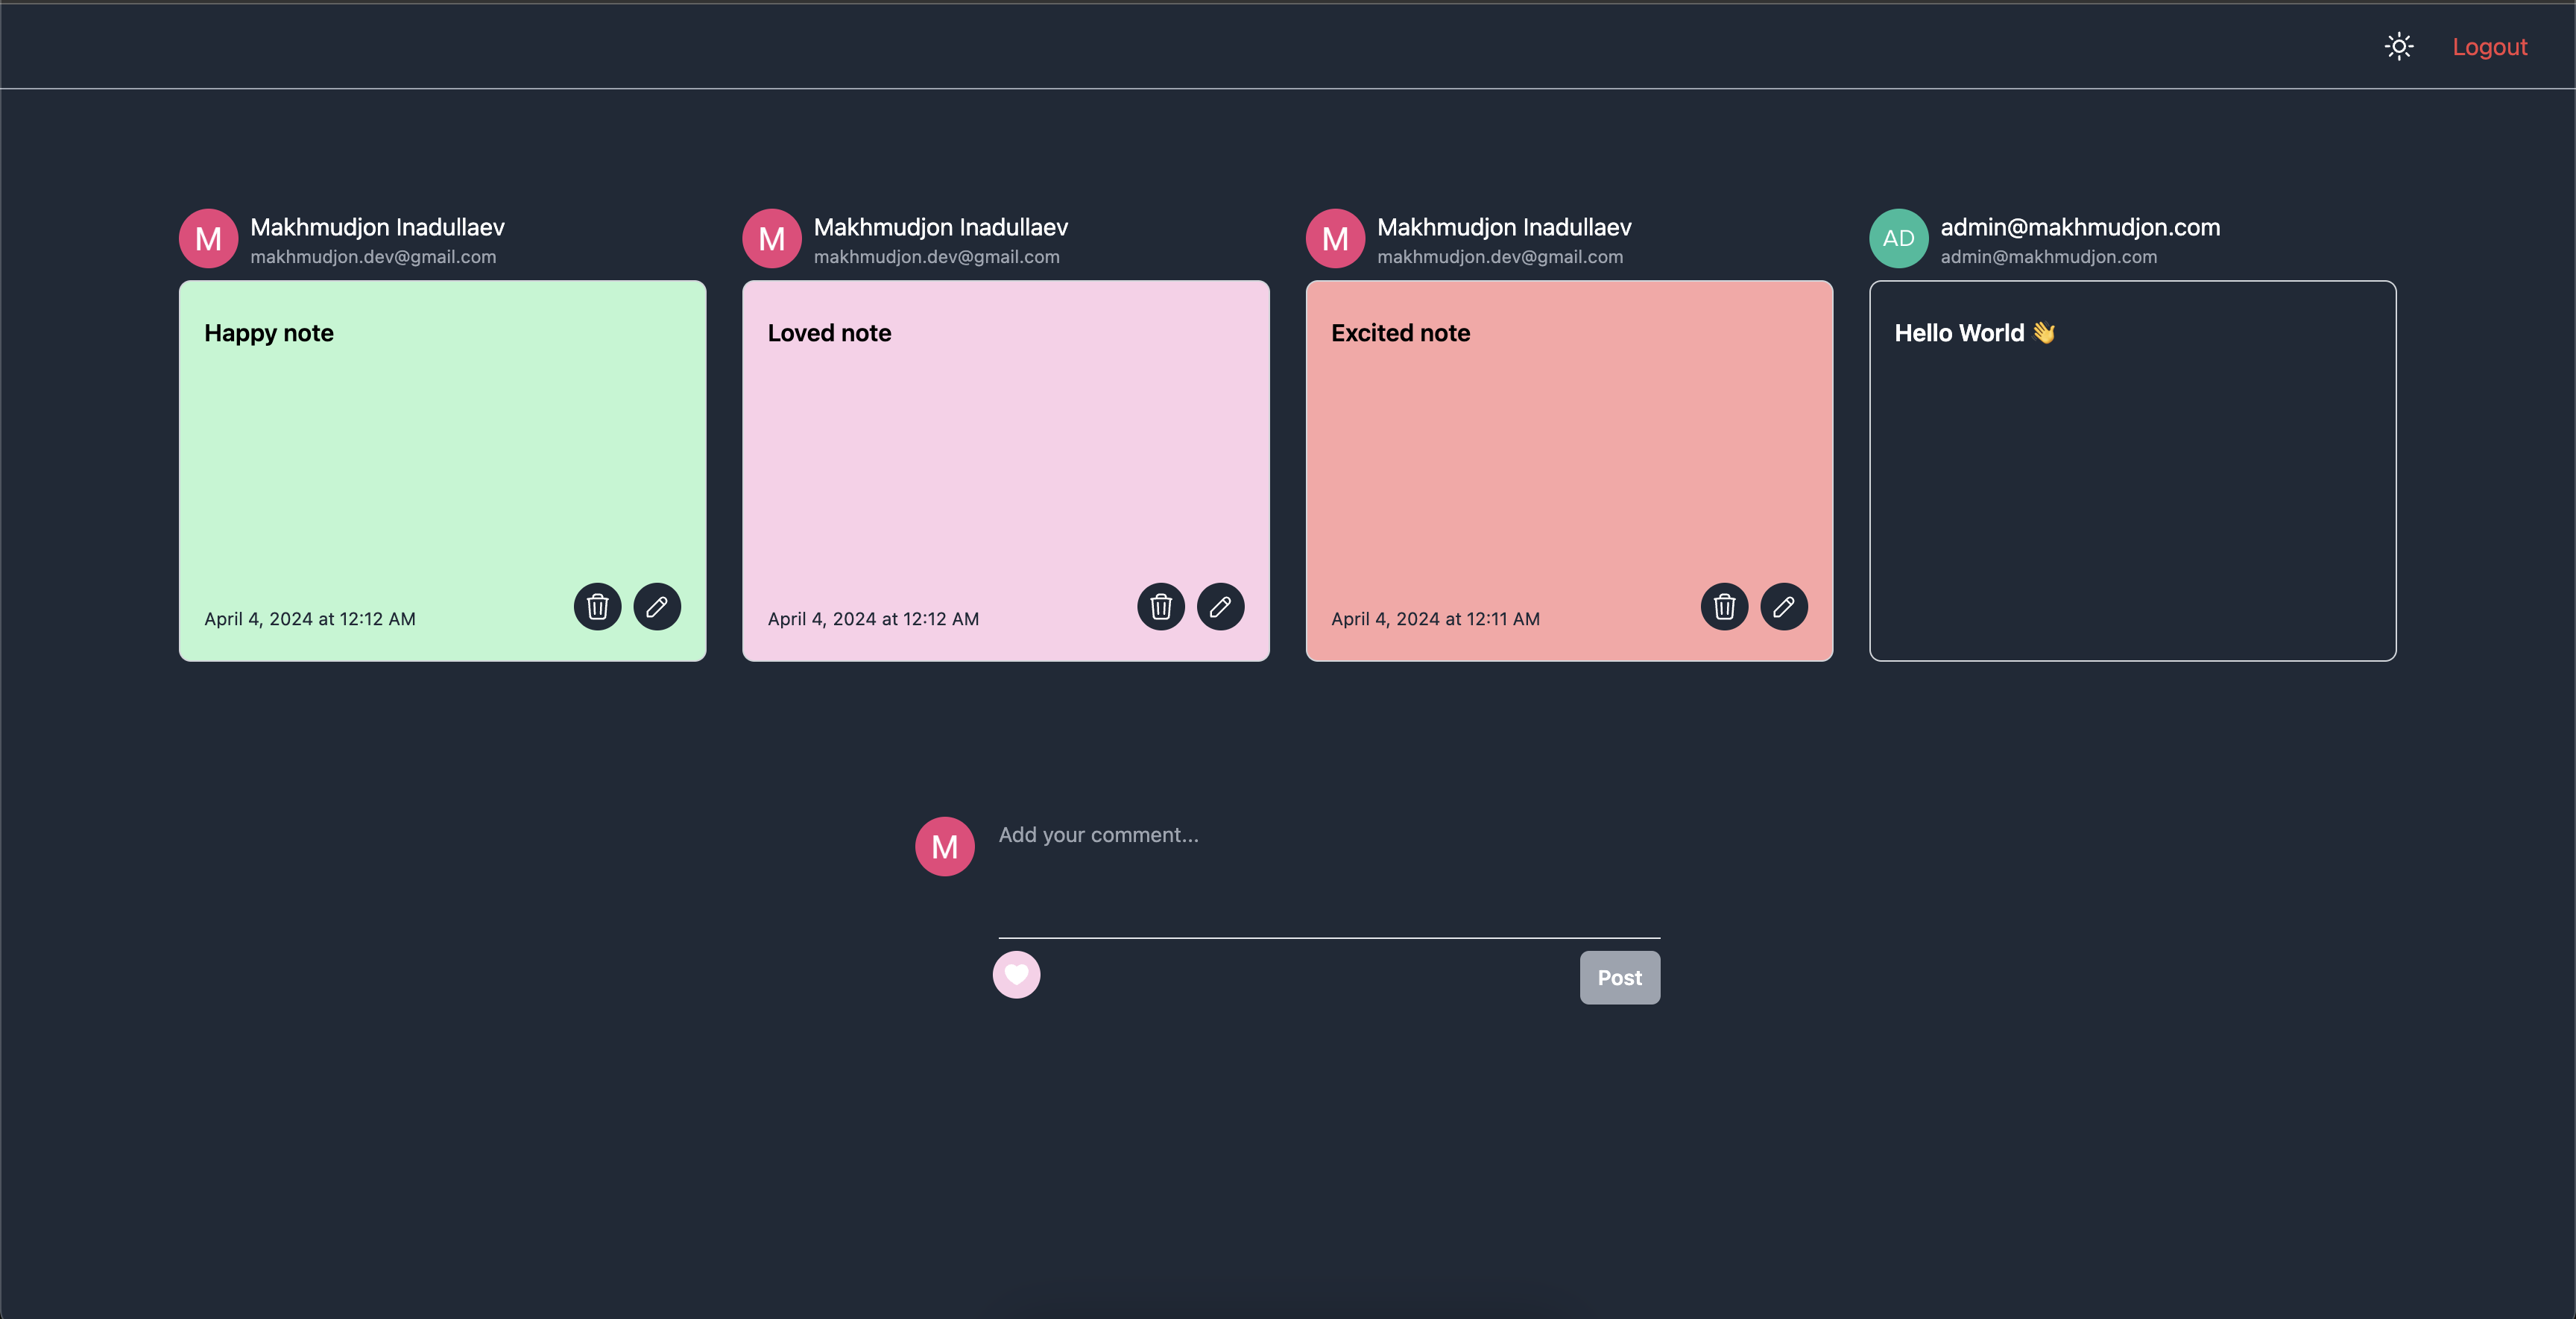 Logout
M
Makhmudjon Inadullaev
makhmudjon.dev@gmail.com
Happy note
April 4, 2024 at 12:12 AM
M
Makhmudjon Inadullaev
makhmudjon.dev@gmail.com
Loved note
April 4, 2024 at 12:12 AM
M
Makhmudjon Inadullaev
makhmudjon.dev@gmail.com
Excited note
April 4, 2024 at 12:11 AM
AD
admin@makhmudjon.com
admin@makhmudjon.com
Hello World 👋
M
Add your comment...
Post